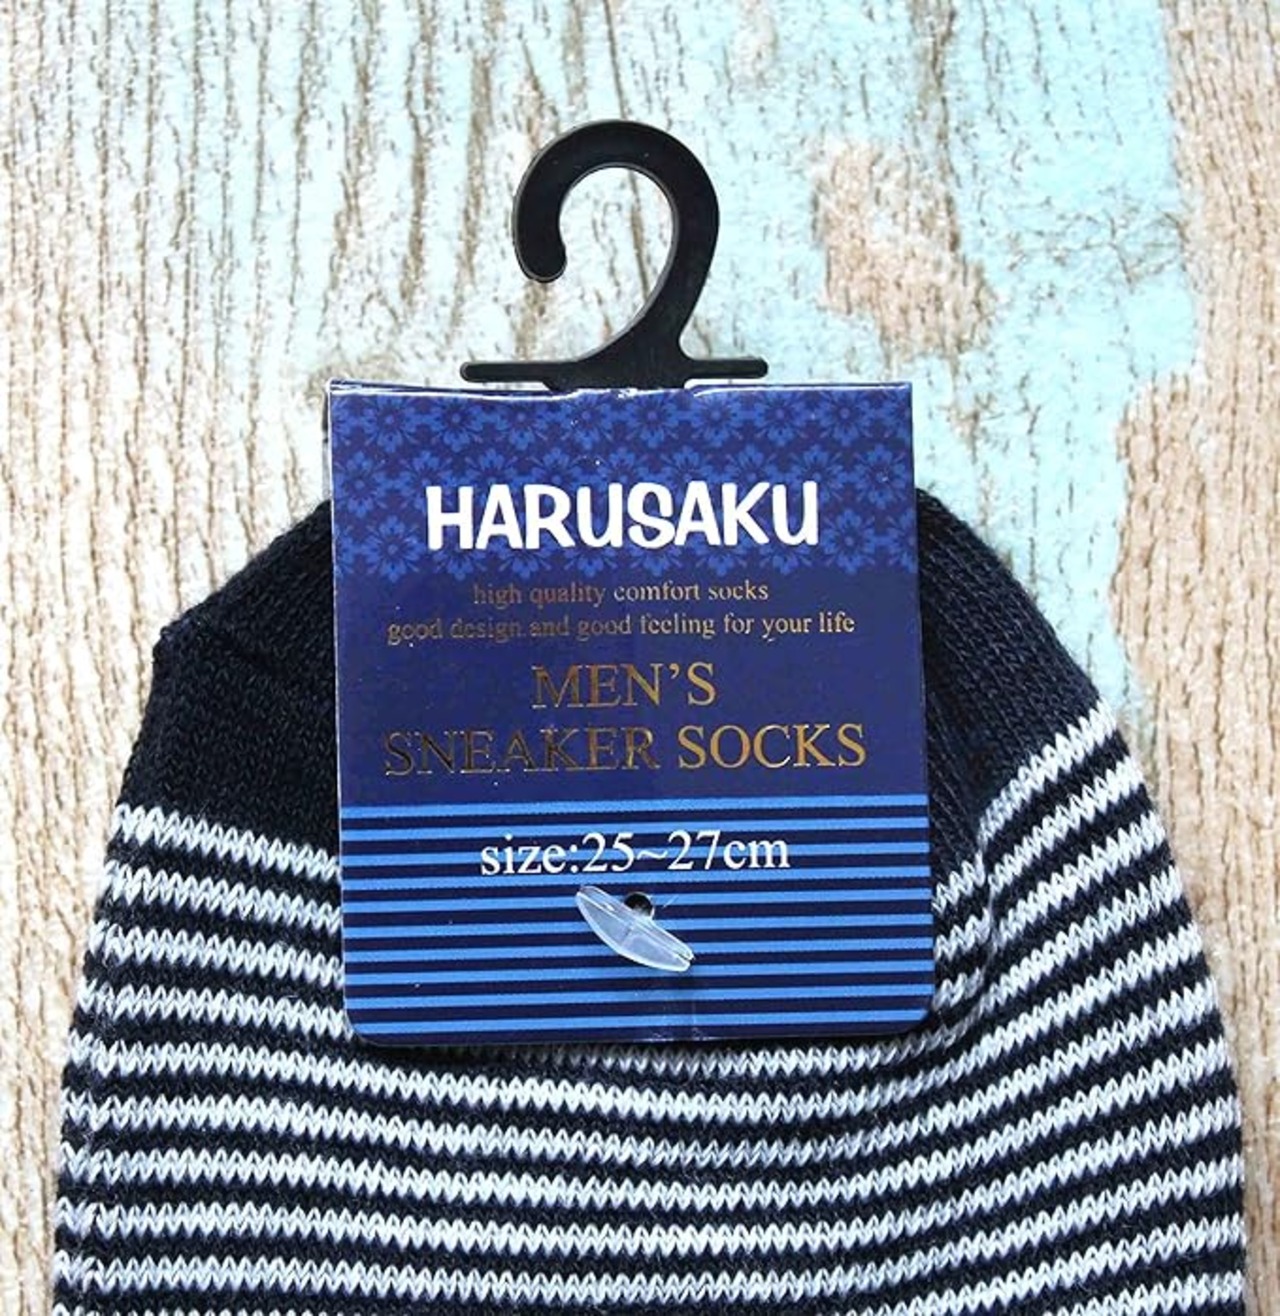 HARUSAKU
high quality comfort socks
good design and good feeling for your life
MEN'S
SNEAKER SOCKS
size:25~27cm